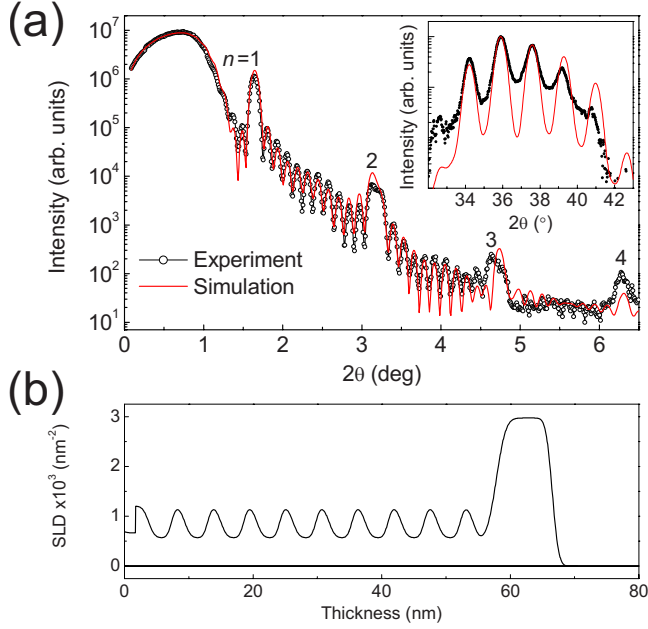 (a)
10^7
10^6
10^5
10^4
10^3
10^2
10^1
Intensity (arb. units)
n=1
2
3
4
Experiment
Simulation
0 1 2 3 4 5 6
2θ (deg)
Intensity (arb. units)
34 36 38 40 42
2θ (°)
(b)
3
2
1
0
SLD x10^3 (nm^-2)
0 20 40 60 80
Thickness (nm)